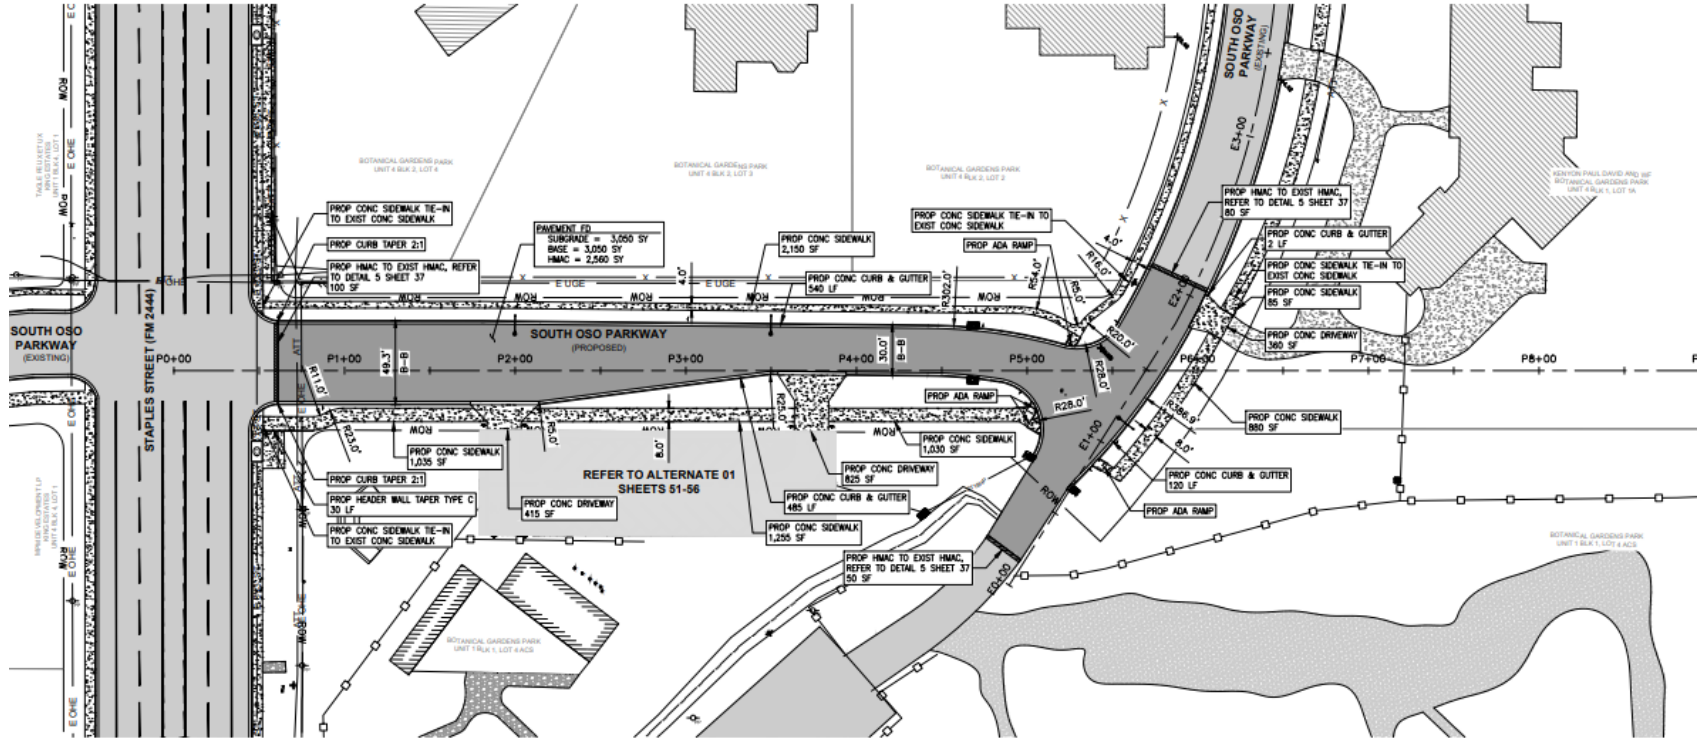 SOUTH OSO
PARKWAY
(EXISTING)
STAPLES STREET (FM 2444)
SOUTH OSO PARKWAY
(PROPOSED)
SOUTH OSO
PARKWAY
(EXISTING)
BOTANICAL GARDENS PARK
UNIT 4 BLK 2, LOT 4
BOTANICAL GARDENS PARK
UNIT 4 BLK 2, LOT 3
BOTANICAL GARDENS PARK
UNIT 4 BLK 2, LOT 2
KENYON PAUL DAVID AND WF
BOTANICAL GARDENS PARK
UNIT 4 BLK 1, LOT 1A
PROP CONC SIDEWALK TIE-IN
TO EXIST CONC SIDEWALK
PROP CURB TAPER 2:1
PROP HMAC TO EXIST HMAC, REFER
TO DETAIL 5 SHEET 37
100 SF
PAVEMENT FD
SUBGRADE = 3,050 SY
BASE = 3,050 SY
HMAC = 2,560 SY
PROP CONC SIDEWALK
2,150 SF
PROP CONC CURB & GUTTER
540 LF
PROP CONC SIDEWALK TIE-IN TO
EXIST CONC SIDEWALK
PROP ADA RAMP
PROP HMAC TO EXIST HMAC,
REFER TO DETAIL 5 SHEET 37
80 SF
PROP CONC CURB & GUTTER
2 LF
PROP CONC SIDEWALK TIE-IN TO
EXIST CONC SIDEWALK
PROP CONC SIDEWALK
85 SF
PROP CONC DRIVEWAY
360 SF
PROP CONC SIDEWALK
880 SF
PROP CONC CURB & GUTTER
120 LF
PROP ADA RAMP
PROP ADA RAMP
PROP CONC SIDEWALK
1,030 SF
PROP CONC DRIVEWAY
825 SF
PROP CONC CURB & GUTTER
485 LF
PROP CONC SIDEWALK
1,255 SF
PROP HMAC TO EXIST HMAC,
REFER TO DETAIL 5 SHEET 37
50 SF
REFER TO ALTERNATE 01
SHEETS 51-56
PROP CONC DRIVEWAY
415 SF
PROP CONC SIDEWALK
1,035 SF
PROP CURB TAPER 2:1
PROP HEADER WALL TAPER TYPE C
30 LF
PROP CONC SIDEWALK TIE-IN
TO EXIST CONC SIDEWALK
P0+00
P1+00
P2+00
P3+00
P4+00
P5+00
P7+00
P8+00
E0+00
E1+00
E3+00
49.3'
B-B
30.0'
B-B
4.0'
4.0'
8.0'
8.0'
R11.0'
R23.0'
R5.0'
R25.0'
R302.0'
R54.0'
R5.0'
R16.0'
R20.0'
R28.0'
R28.0'
R386.9'
ROW
ROW
ROW
ROW
ROW
ROW
ROW
ROW
E UGE
E UGE
E OHE
E OHE
E OHE
ATT
BOTANICAL GARDENS PARK
UNIT 1 BLK 1, LOT 4 ACS
BOTANICAL GARDENS PARK
UNIT 1 BLK 1, LOT 4 ACS